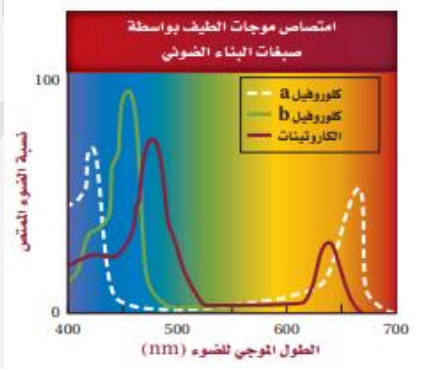 امتصاص موجات الطيف بواسطة
صبغات البناء الضوئي
كلوروفيل a
كلوروفيل b
الكاروتينات
نسبة الضوء الممتص
100
0
400
500
600
700
الطول الموجي للضوء (nm)